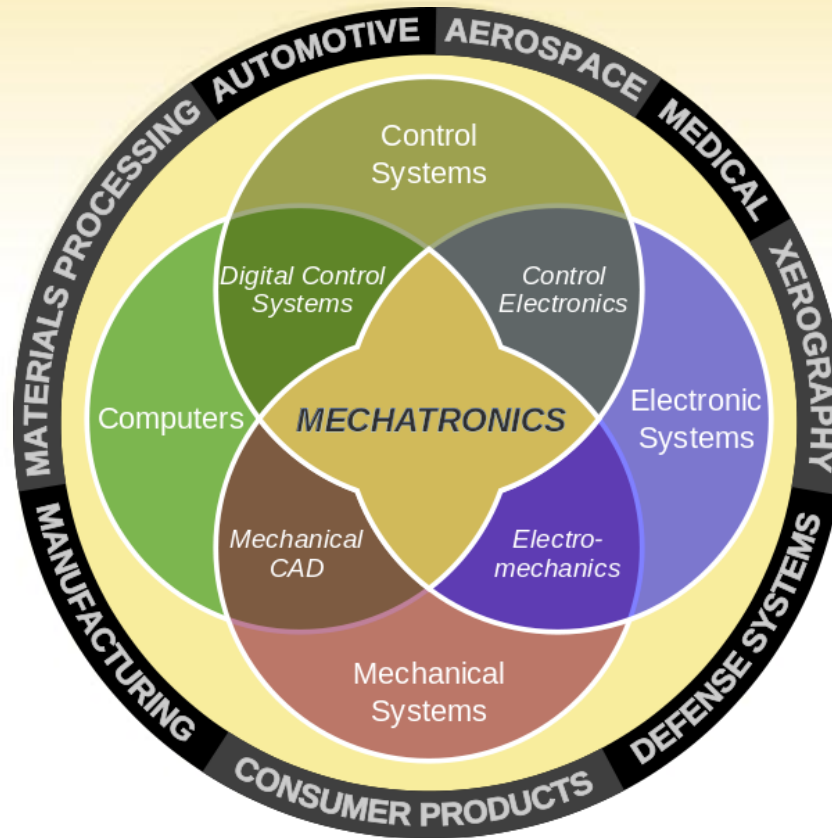 AUTOMOTIVE
AEROSPACE
MEDICAL
XEROGRAPHY
DEFENSE SYSTEMS
CONSUMER PRODUCTS
MANUFACTURING
MATERIALS PROCESSING
Control
Systems
Digital Control
Systems
Control
Electronics
Computers
MECHATRONICS
Electronic
Systems
Mechanical
CAD
Electro-
mechanics
Mechanical
Systems